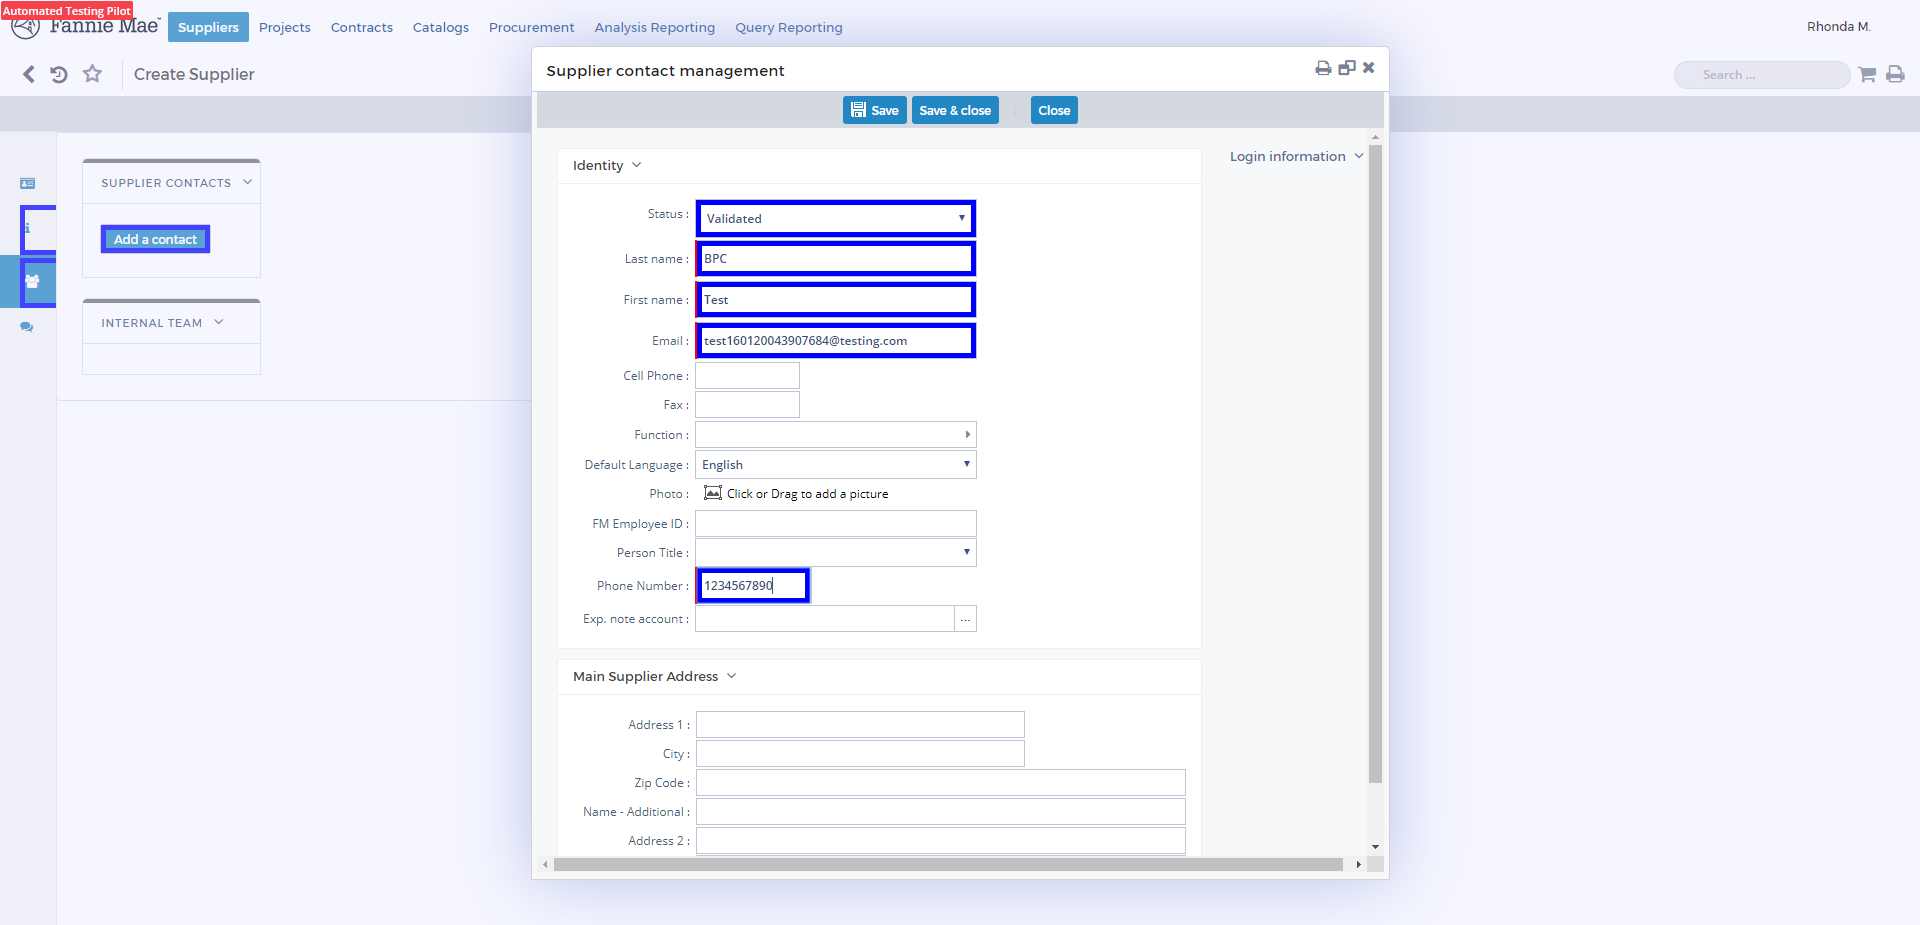 Automated Testing Pilot
Fannie Mae
Suppliers Projects Contracts Catalogs Procurement Analysis Reporting Query Reporting
Rhonda M.
Create Supplier
Search ...
Supplier contact management
Save Save & close Close
SUPPLIER CONTACTS
Add a contact
INTERNAL TEAM
Identity
Login information
Status : Validated
Last name : BPC
First name : Test
Email : test160120043907684@testing.com
Cell Phone :
Fax :
Function :
Default Language : English
Photo : Click or Drag to add a picture
FM Employee ID :
Person Title :
Phone Number : 1234567890
Exp. note account : ...
Main Supplier Address
Address 1 :
City :
Zip Code :
Name - Additional :
Address 2 :